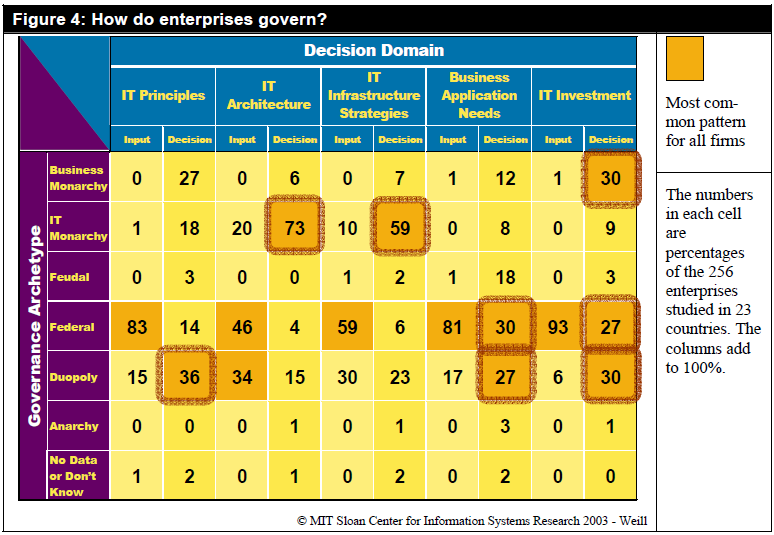 Figure 4: How do enterprises govern?
Decision Domain
IT Principles
IT
Architecture
IT
Infrastructure
Strategies
Business
Application
Needs
IT Investment
Input Decision Input Decision Input Decision Input Decision Input Decision
Governance Archetype
Business
Monarchy
0 27 0 6 0 7 1 12 1 30
IT
Monarchy
1 18 20 73 10 59 0 8 0 9
Feudal
0 3 0 0 1 2 1 18 0 3
Federal
83 14 46 4 59 6 81 30 93 27
Duopoly
15 36 34 15 30 23 17 27 6 30
Anarchy
0 0 0 1 0 1 0 3 0 1
No Data
or Don't
Know
1 2 0 1 0 2 0 2 0 0
Most com-
mon pattern
for all firms
The numbers
in each cell
are
percentages
of the 256
enterprises
studied in 23
countries. The
columns add
to 100%.
© MIT Sloan Center for Information Systems Research 2003 - Weill